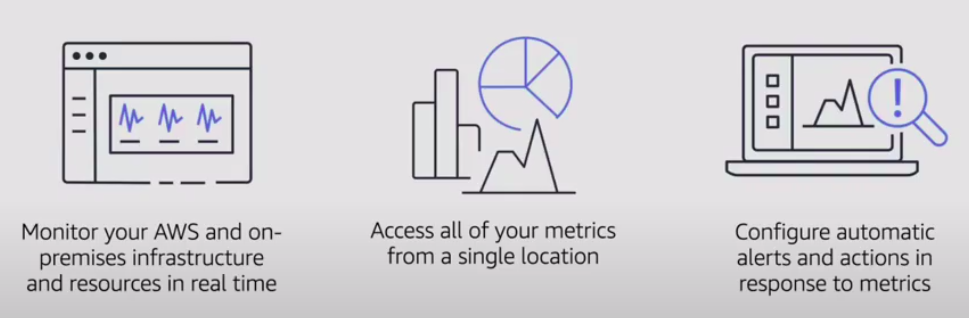 Monitor your AWS and on-
premises infrastructure
and resources in real time
Access all of your metrics
from a single location
Configure automatic
alerts and actions in
response to metrics